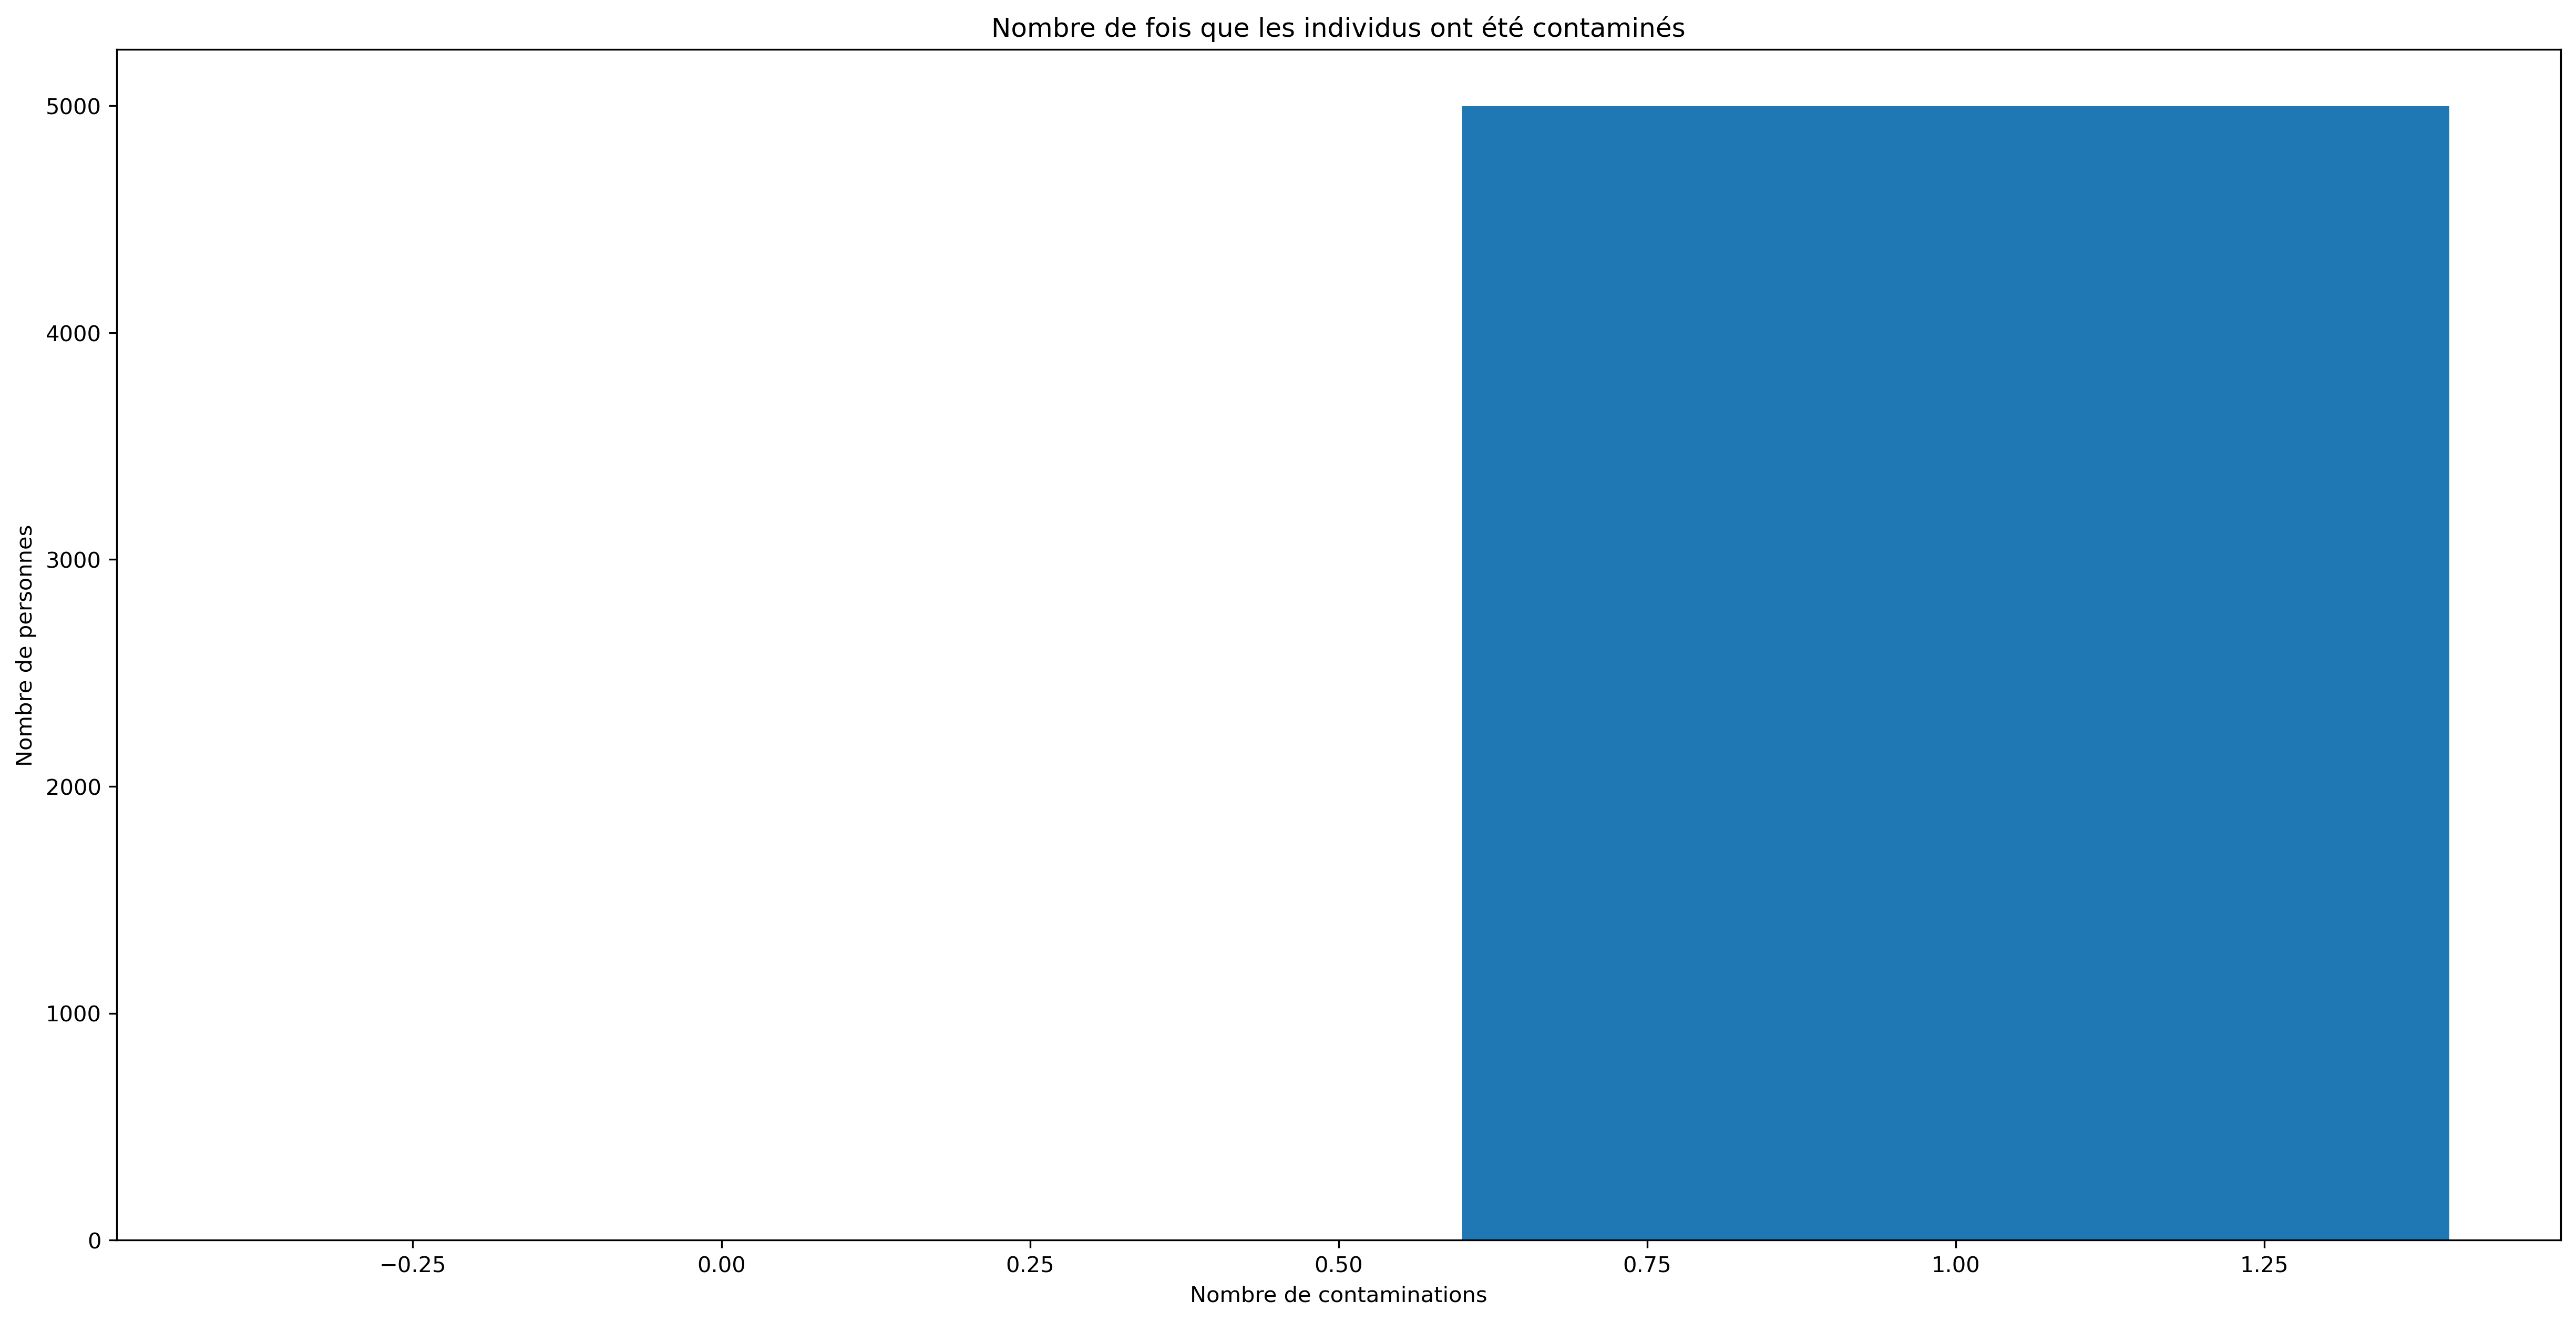 Nombre de fois que les individus ont été contaminés
5000
4000
3000
2000
1000
0
Nombre de personnes
−0.25 0.00 0.25 0.50 0.75 1.00 1.25
Nombre de contaminations